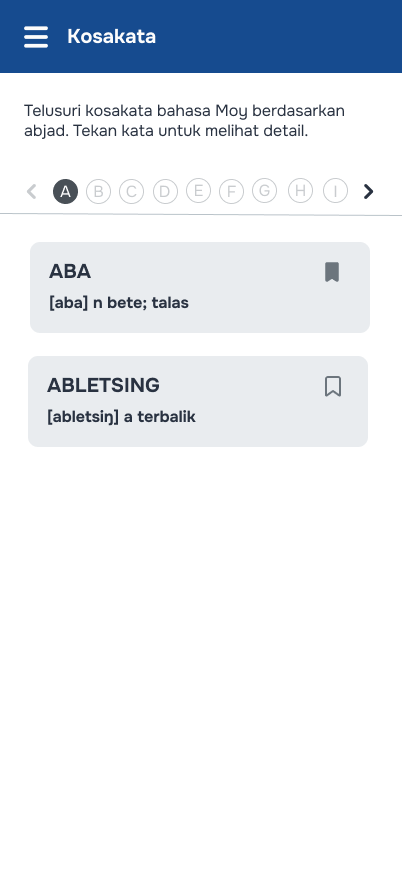 Kosakata
Telusuri kosakata bahasa Moy berdasarkan
abjad. Tekan kata untuk melihat detail.
A B C D E F G H I
ABA
[aba] n bete; talas
ABLETSING
[abletsiŋ] a terbalik